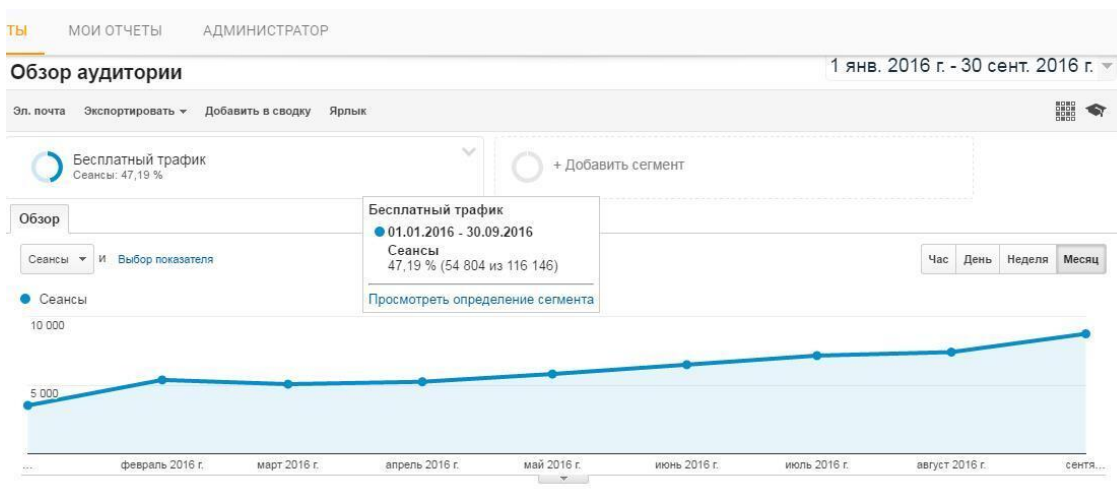 ТЫ МОИ ОТЧЕТЫ АДМИНИСТРАТОР
Обзор аудитории 1 янв. 2016 г. - 30 сент. 2016 г.
Эл. почта Экспортировать Добавить в сводку Ярлык
Бесплатный трафик
Сеансы: 47,19 %
+ Добавить сегмент
Обзор
Бесплатный трафик
01.01.2016 - 30.09.2016
Сеансы
47,19 % (54 804 из 116 146)
Просмотреть определение сегмента
Сеансы И Выбор показателя Час День Неделя Месяц
Сеансы
10 000
5 000
... февраль 2016 г. март 2016 г. апрель 2016 г. май 2016 г. июнь 2016 г. июль 2016 г. август 2016 г. сентя...